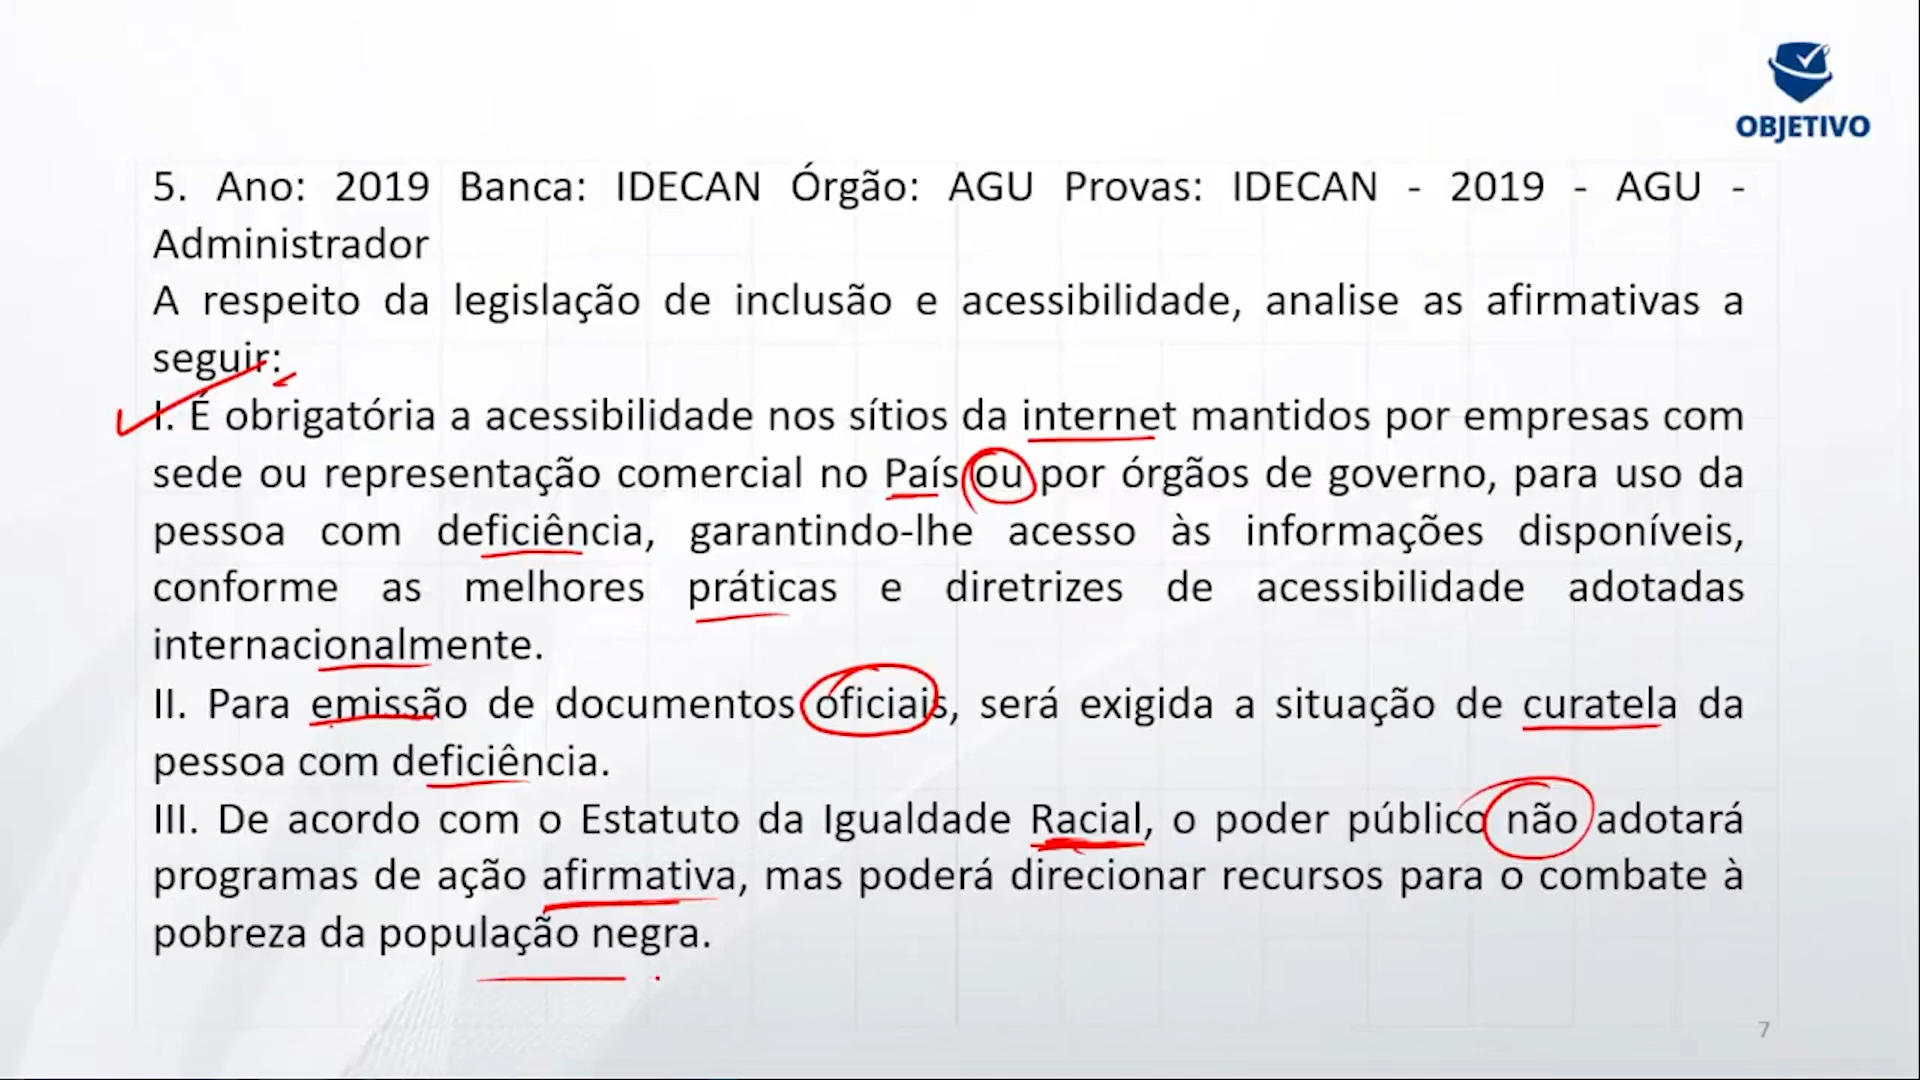 OBJETIVO
5. Ano: 2019 Banca: IDECAN Órgão: AGU Provas: IDECAN - 2019 - AGU -
Administrador
A respeito da legislação de inclusão e acessibilidade, analise as afirmativas a
seguir:
I. É obrigatória a acessibilidade nos sítios da internet mantidos por empresas com
sede ou representação comercial no País ou por órgãos de governo, para uso da
pessoa com deficiência, garantindo-lhe acesso às informações disponíveis,
conforme as melhores práticas e diretrizes de acessibilidade adotadas
internacionalmente.
II. Para emissão de documentos oficiais, será exigida a situação de curatela da
pessoa com deficiência.
III. De acordo com o Estatuto da Igualdade Racial, o poder público não adotará
programas de ação afirmativa, mas poderá direcionar recursos para o combate à
pobreza da população negra.
7